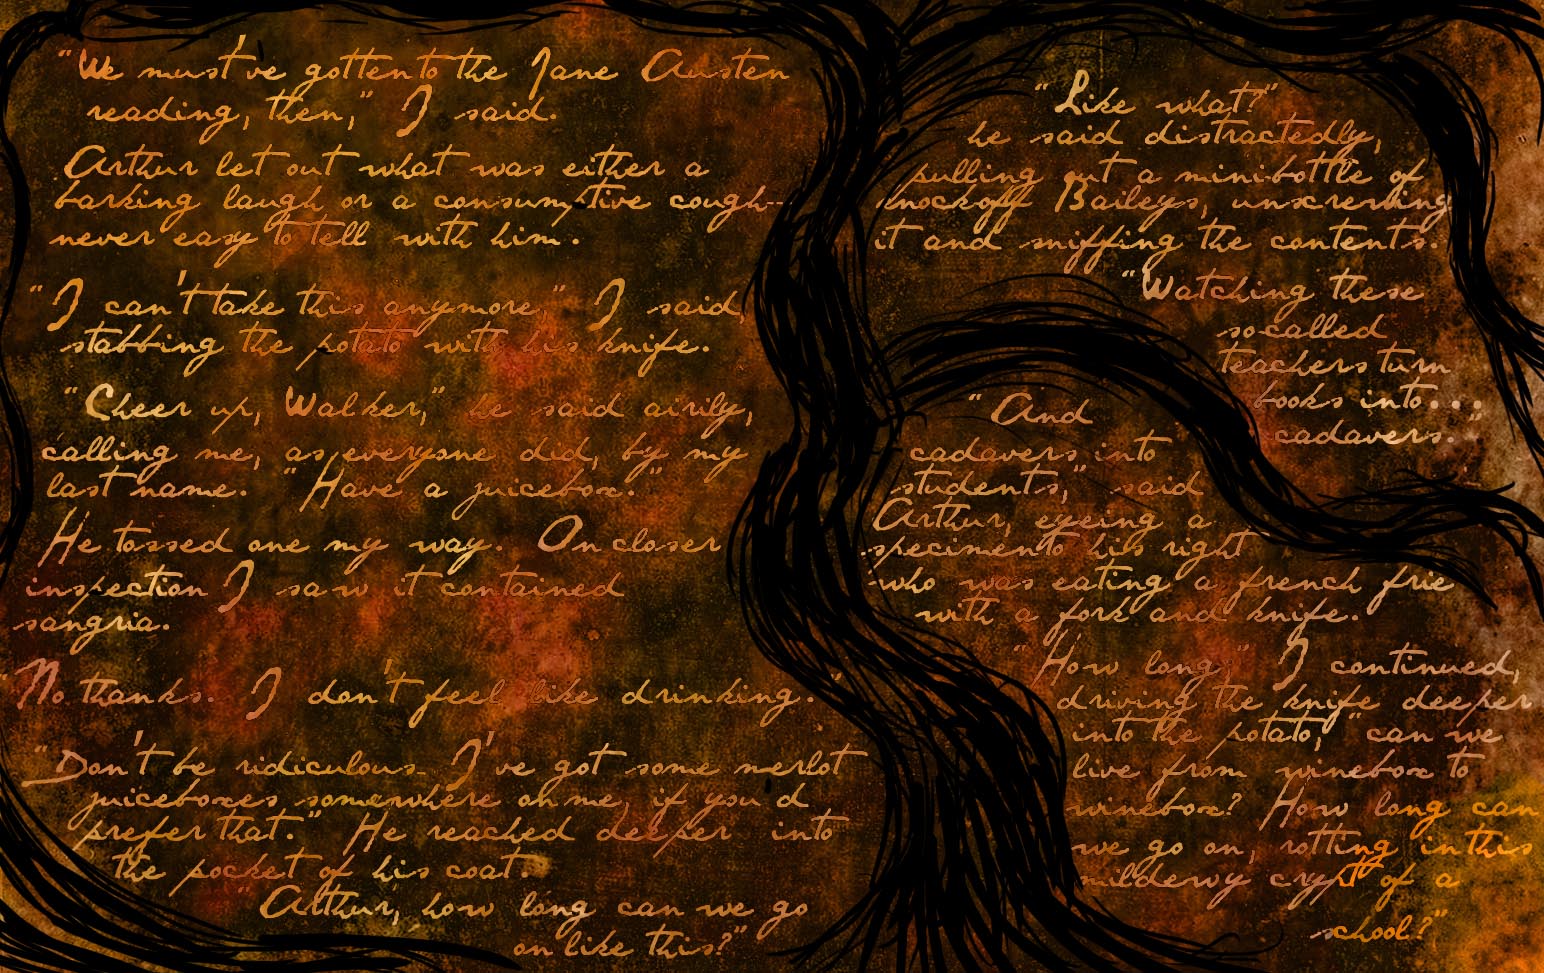 "We must've gotten to the Jane Austen
reading, then," I said.
Arthur let out what was either a
barking laugh or a consumptive cough--
never easy to tell with him.
"I can't take this anymore," I said,
stabbing the potato with his knife.
"Cheer up, Walker," he said airily,
calling me, as everyone did, by my
last name. "Have a juicebox."
He tossed one my way. On closer
inspection I saw it contained
sangria.
"No thanks. I don't feel like drinking."
"Don't be ridiculous. I've got some merlot
juiceboxes somewhere on me, if you'd
prefer that." He reached deeper into
the pocket of his coat.
"Arthur, how long can we go
on like this?"
"Like what?"
he said distractedly,
pulling out a minibottle of
knockoff Baileys, unscrewing
it and sniffing the contents.
"Watching these
so called
teachers turn
books into...
cadavers."
"And
cadavers into
students," said
Arthur, eyeing a
specimen to his right
who was eating a french frie
with a fork and knife.
"How long," I continued,
driving the knife deeper
into the potato, "can we
live from winebox to
winebox? How long can
we go on, rotting in this
mildewy crypt of a
school?"